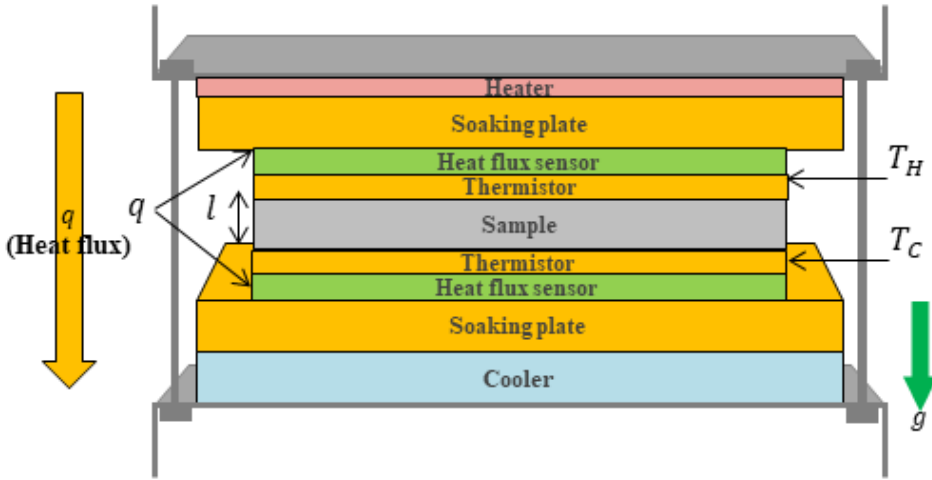 Heater
Soaking plate
Heat flux sensor
Thermistor
Sample
Thermistor
Heat flux sensor
Soaking plate
Cooler
q
(Heat flux)
q
l
T_H
T_C
g